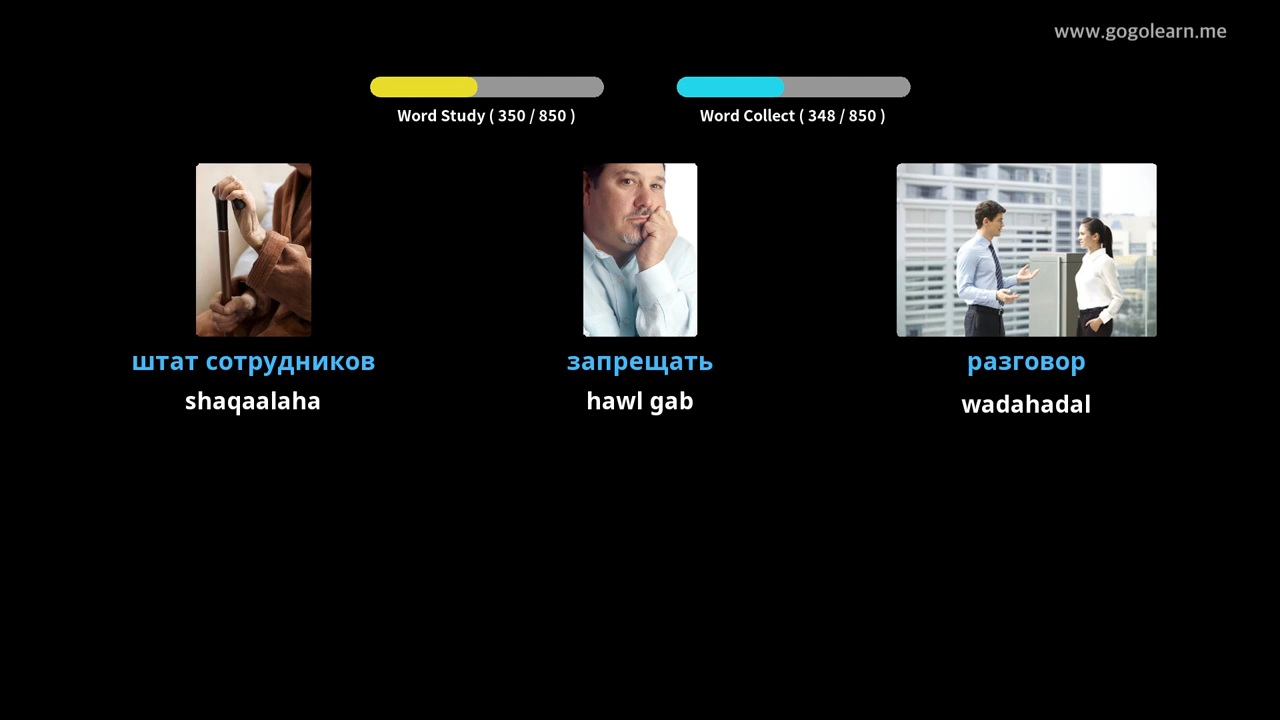 www.gogolearn.me
Word Study ( 350 / 850 )
Word Collect ( 348 / 850 )
штат сотрудников
shaqaalaha
запрещать
hawl gab
разговор
wadahadal